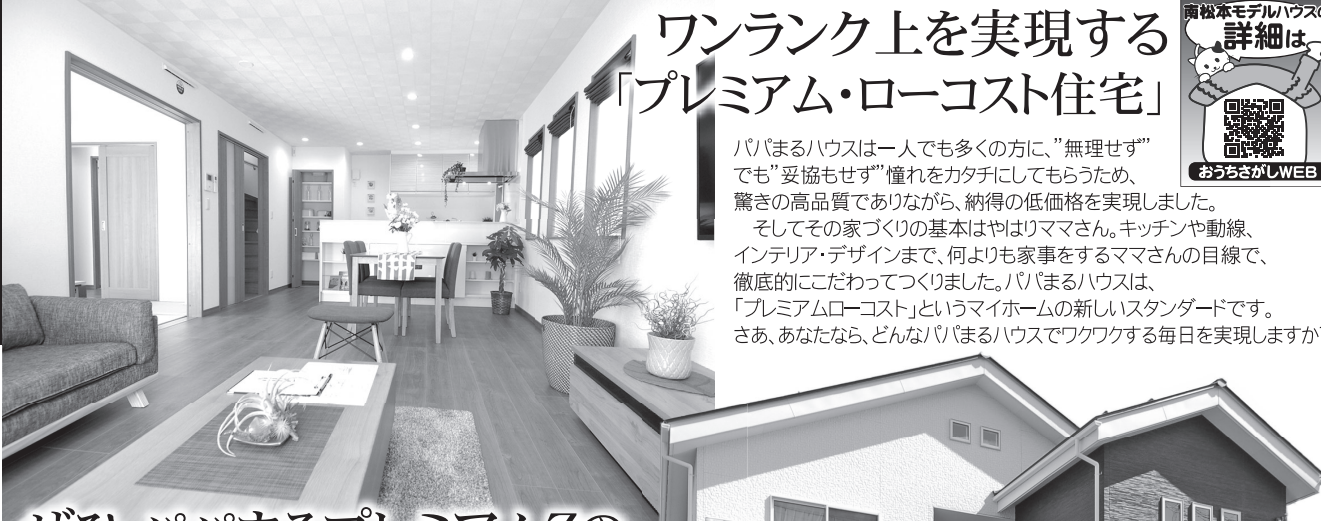 ワンランク上を実現する
「プレミアム・ローコスト住宅」
南松本モデルハウスの
詳細は
おうちさがしWEB
パパまるハウスは一人でも多くの方に、”無理せず”
でも”妥協もせず”憧れをカタチにしてもらうため、
驚きの高品質でありながら、納得の低価格を実現しました。
　そしてその家づくりの基本はやはりママさん。キッチンや動線、
インテリア・デザインまで、何よりも家事をするママさんの目線で、
徹底的にこだわってつくりました。パパまるハウスは、
「プレミアムローコスト」というマイホームの新しいスタンダードです。
さあ、あなたなら、どんなパパまるハウスでワクワクする毎日を実現しますか?
ぜひ、パパまるプレミアムZの